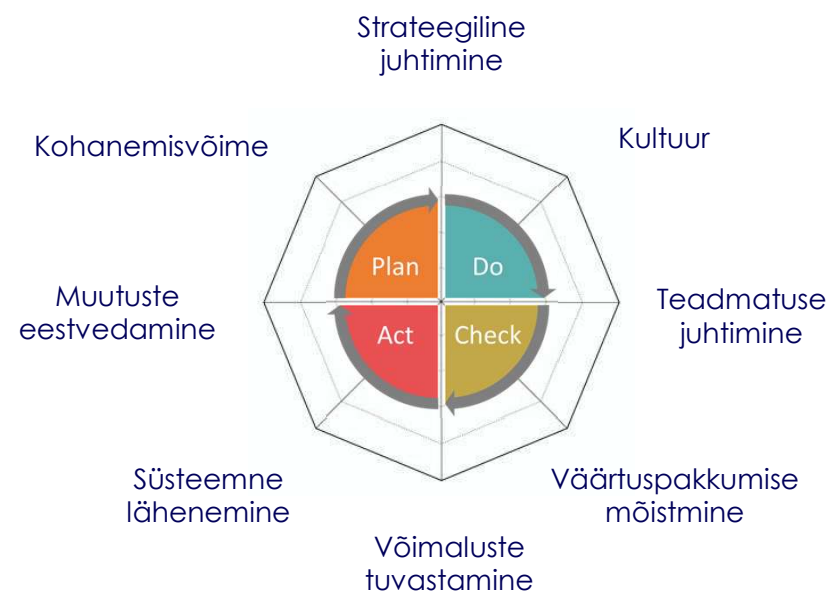 Strateegiline
juhtimine
Kohanemisvõime
Kultuur
Plan
Do
Muutuste
eestvedamine
Teadmatuse
juhtimine
Act
Check
Süsteemne
lähenemine
Väärtuspakkumise
mõistmine
Võimaluste
tuvastamine